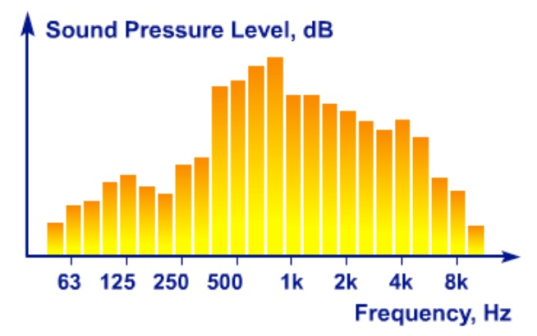 Sound Pressure Level, dB
63 125 250 500 1k 2k 4k 8k
Frequency, Hz